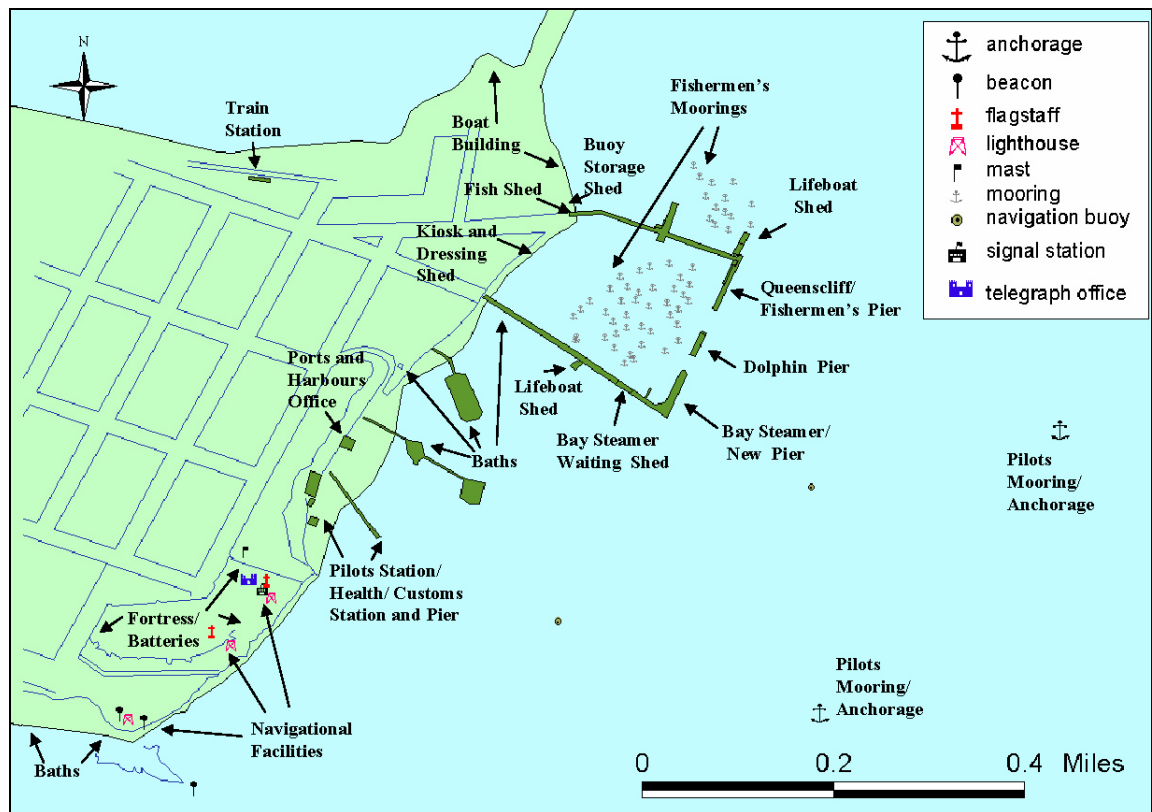 N
Train
Station
Boat
Building
Fishermen's
Moorings
Buoy
Storage
Shed
Fish Shed
Lifeboat
Shed
Kiosk and
Dressing
Shed
Queenscliff/
Fishermen's Pier
Ports and
Harbours
Office
Lifeboat
Shed
Dolphin Pier
Baths
Bay Steamer
Waiting Shed
Bay Steamer/
New Pier
Pilots
Mooring/
Anchorage
Pilots Station/
Health/ Customs
Station and Pier
Fortress/
Batteries
Pilots
Mooring/
Anchorage
Navigational
Facilities
Baths
anchorage
beacon
flagstaff
lighthouse
mast
mooring
navigation buoy
signal station
telegraph office
0 0.2 0.4 Miles